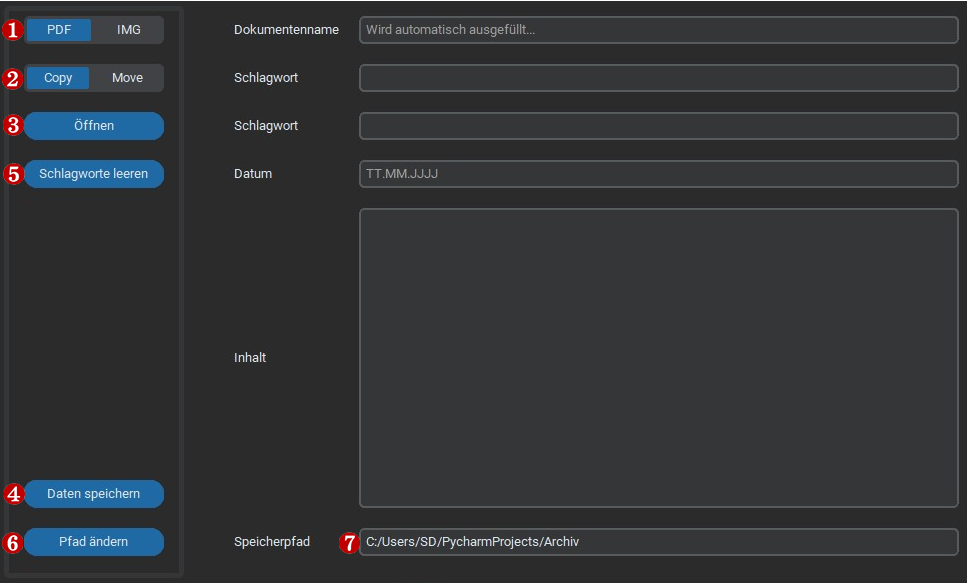 1 PDF IMG Dokumentenname Wird automatisch ausgefüllt...
2 Copy Move Schlagwort
3 Öffnen Schlagwort
5 Schlagworte leeren Datum TT.MM.JJJJ
Inhalt
4 Daten speichern
6 Pfad ändern Speicherpfad 7 C:/Users/SD/PycharmProjects/Archiv